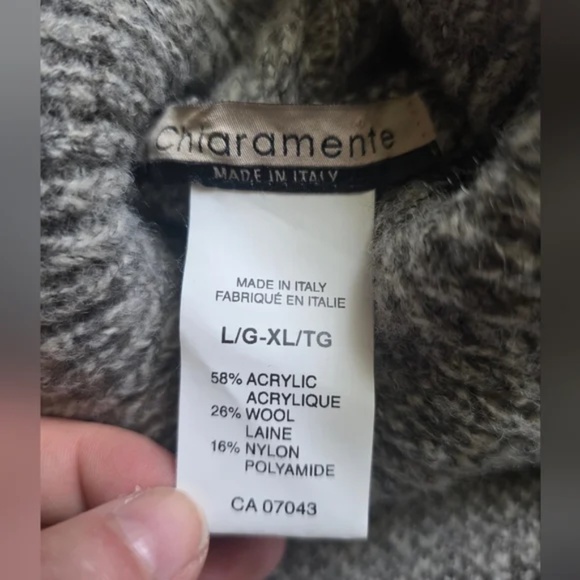 Chiaramente
MADE IN ITALY
MADE IN ITALY
FABRIQUÉ EN ITALIE
L/G-XL/TG
58% ACRYLIC
ACRYLIQUE
26% WOOL
LAINE
16% NYLON
POLYAMIDE
CA 07043